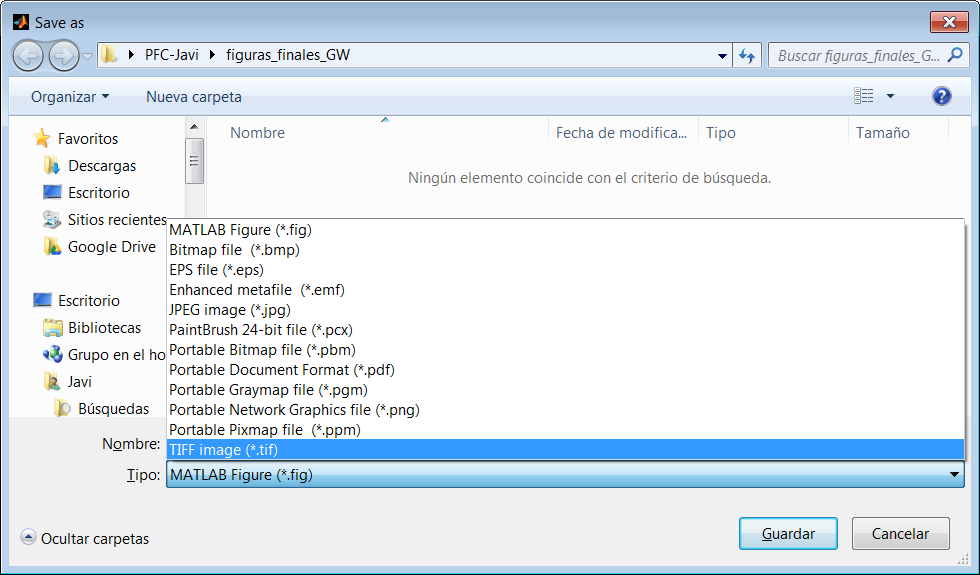 Save as
PFC-Javi figuras_finales_GW
Buscar figuras_finales_G...
Organizar
Nueva carpeta
?
Nombre
Fecha de modifica...
Tipo
Tamaño
Ningún elemento coincide con el criterio de búsqueda.
Favoritos
Descargas
Escritorio
Sitios recientes
Google Drive
Escritorio
Bibliotecas
Grupo en el ho
Javi
Búsquedas
MATLAB Figure (*.fig)
Bitmap file (*.bmp)
EPS file (*.eps)
Enhanced metafile (*.emf)
JPEG image (*.jpg)
PaintBrush 24-bit file (*.pcx)
Portable Bitmap file (*.pbm)
Portable Document Format (*.pdf)
Portable Graymap file (*.pgm)
Portable Network Graphics file (*.png)
Portable Pixmap file (*.ppm)
TIFF image (*.tif)
Nombre:
Tipo: MATLAB Figure (*.fig)
Ocultar carpetas
Guardar
Cancelar